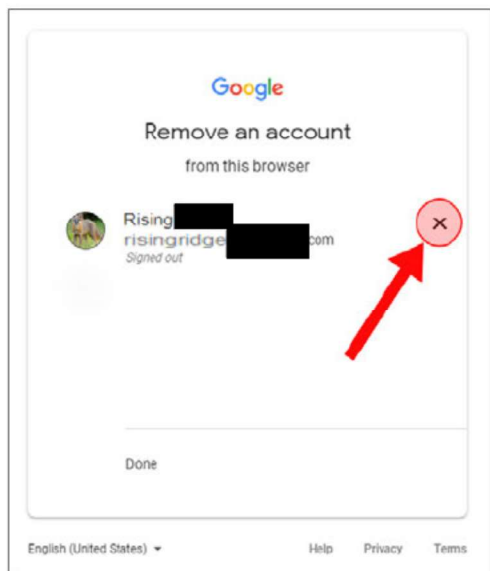 Google
Remove an account
from this browser
Rising
risingridge com
Signed out
Done
English (United States)
Help Privacy Terms